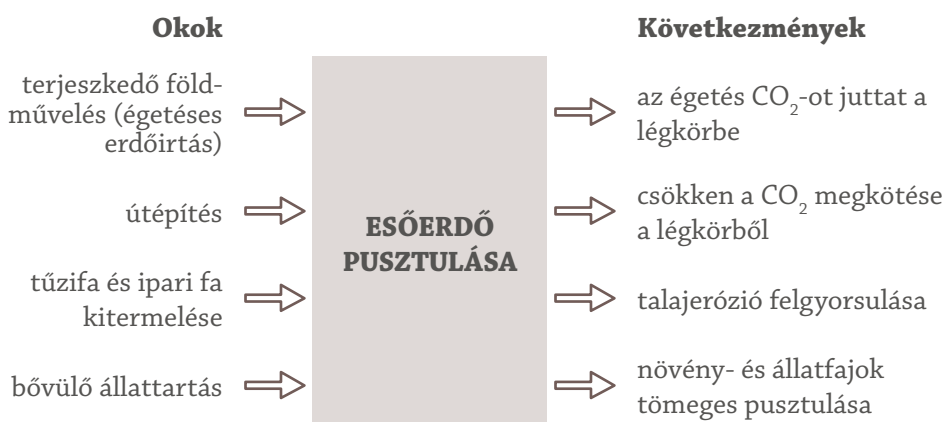 Okok
terjeszkedő föld-
művelés (égetéses
erdőirtás)
útépítés
tűzifa és ipari fa
kitermelése
bővülő állattartás
ESŐERDŐ
PUSZTULÁSA
Következmények
az égetés CO₂-ot juttat a
légkörbe
csökken a CO₂ megkötése
a légkörből
talajerózió felgyorsulása
növény- és állatfajok
tömeges pusztulása